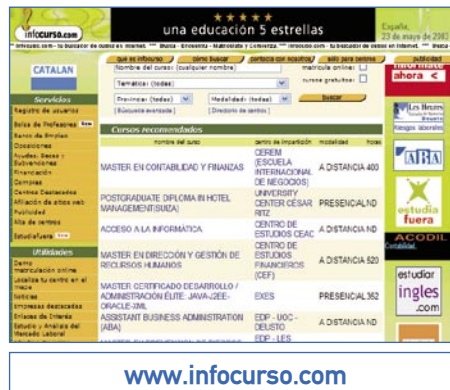 ★★★★★
una educación 5 estrellas
infocurso.com
España,
23 de mayo de 2003
qué es infocurso
cómo buscar
contacta con nosotros
sólo para centros
publicidad
CATALAN
Nombre del curso: (cualquier nombre)
matrícula online:
Temática: (todas)
cursos gratuitos:
Provincia: (todas)
Modalidad: (todas)
buscar
[Búsqueda avanzada]
[Directorio de centros]
ahora <
Servicios
Registro de usuarios
Bolsa de Profesores
Banco de Empleo
Oposiciones
Ayudas, Becas y
Subvenciones
Financiación
Compras
Centros Destacados
Afiliación de sitios web
Publicidad
Alta de centros
Estudiafuera
Utilidades
Demo
matriculación online
Localiza tu centro en el
mapa
Noticias
Empresas destacadas
Enlaces de Interés
Estudio y Análisis del
Mercado Laboral
Cursos recomendados
nombre del curso
centro de impartición
modalidad
horas
MASTER EN CONTABILIDAD Y FINANZAS
CEREM
(ESCUELA
INTERNACIONAL
DE NEGOCIOS)
A DISTANCIA 400
POSTGRADUATE DIPLOMA IN HOTEL
MANAGEMENT(SUIZA)
UNIVERSITY
CENTER CÉSAR
RITZ
PRESENCIAL ND
ACCESO A LA INFORMÁTICA
CENTRO DE
ESTUDIOS CEAC
A DISTANCIA ND
MASTER EN DIRECCIÓN Y GESTIÓN DE
RECURSOS HUMANOS
CENTRO DE
ESTUDIOS
FINANCIEROS
(CEF)
A DISTANCIA 520
MASTER CERTIFICADO DESARROLLO /
ADMINISTRACIÓN ÉLITE: JAVA-J2EE-
ORACLE-XML
EXES
PRESENCIAL 362
ASSISTANT BUSINESS ADMINISTRATION
(ABA)
EDP - UOC -
DEUSTO
A DISTANCIA ND
EDP - LES
Les Heures
Riesgos laborales
estudia
fuera
ACODIL
Contabilidad,
estudiar
ingles
.com
www.infocurso.com